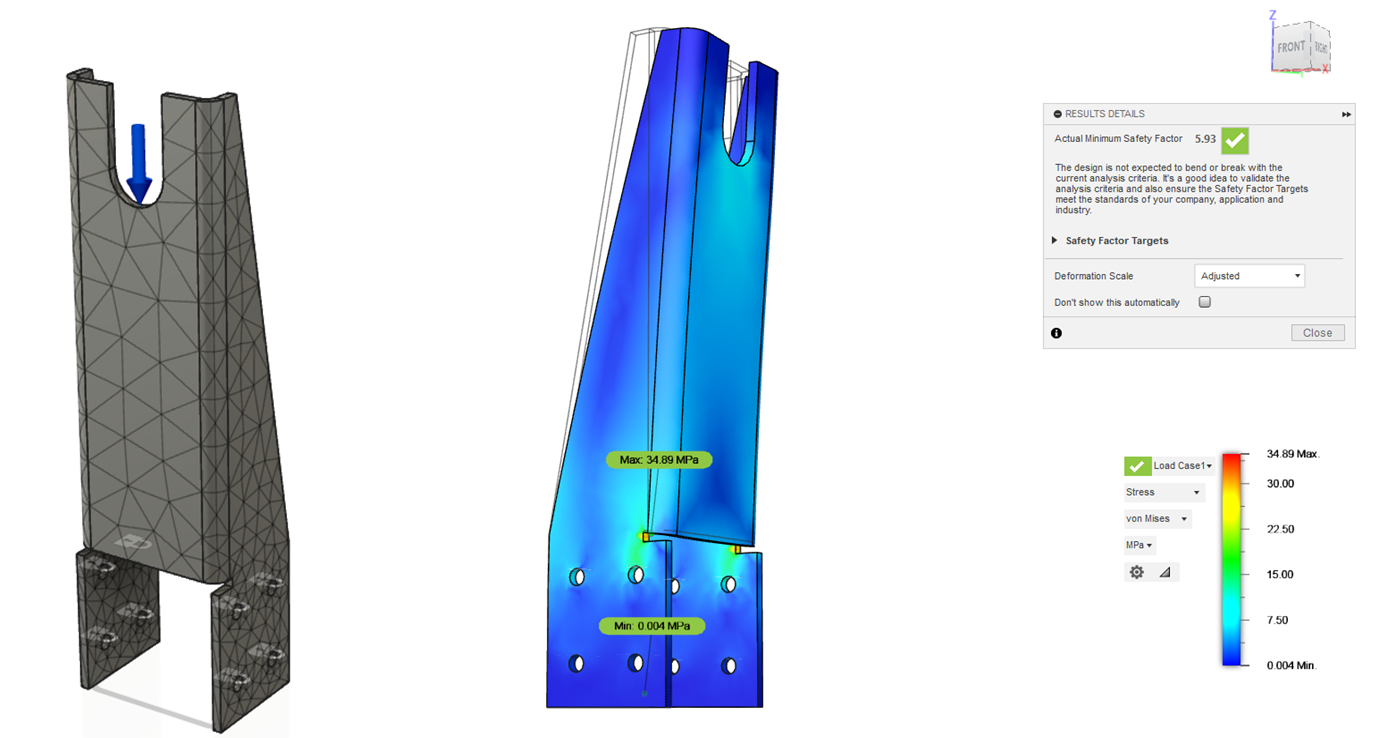 Z
FRONT
RIGHT
X
RESULTS DETAILS
Actual Minimum Safety Factor 5.93
The design is not expected to bend or break with the
current analysis criteria. It's a good idea to validate the
analysis criteria and also ensure the Safety Factor Targets
meet the standards of your company, application and
industry.
Safety Factor Targets
Deformation Scale Adjusted
Don't show this automatically
Close
Max: 34.89 MPa
Min: 0.004 MPa
Load Case1
Stress
von Mises
MPa
34.89 Max.
30.00
22.50
15.00
7.50
0.004 Min.